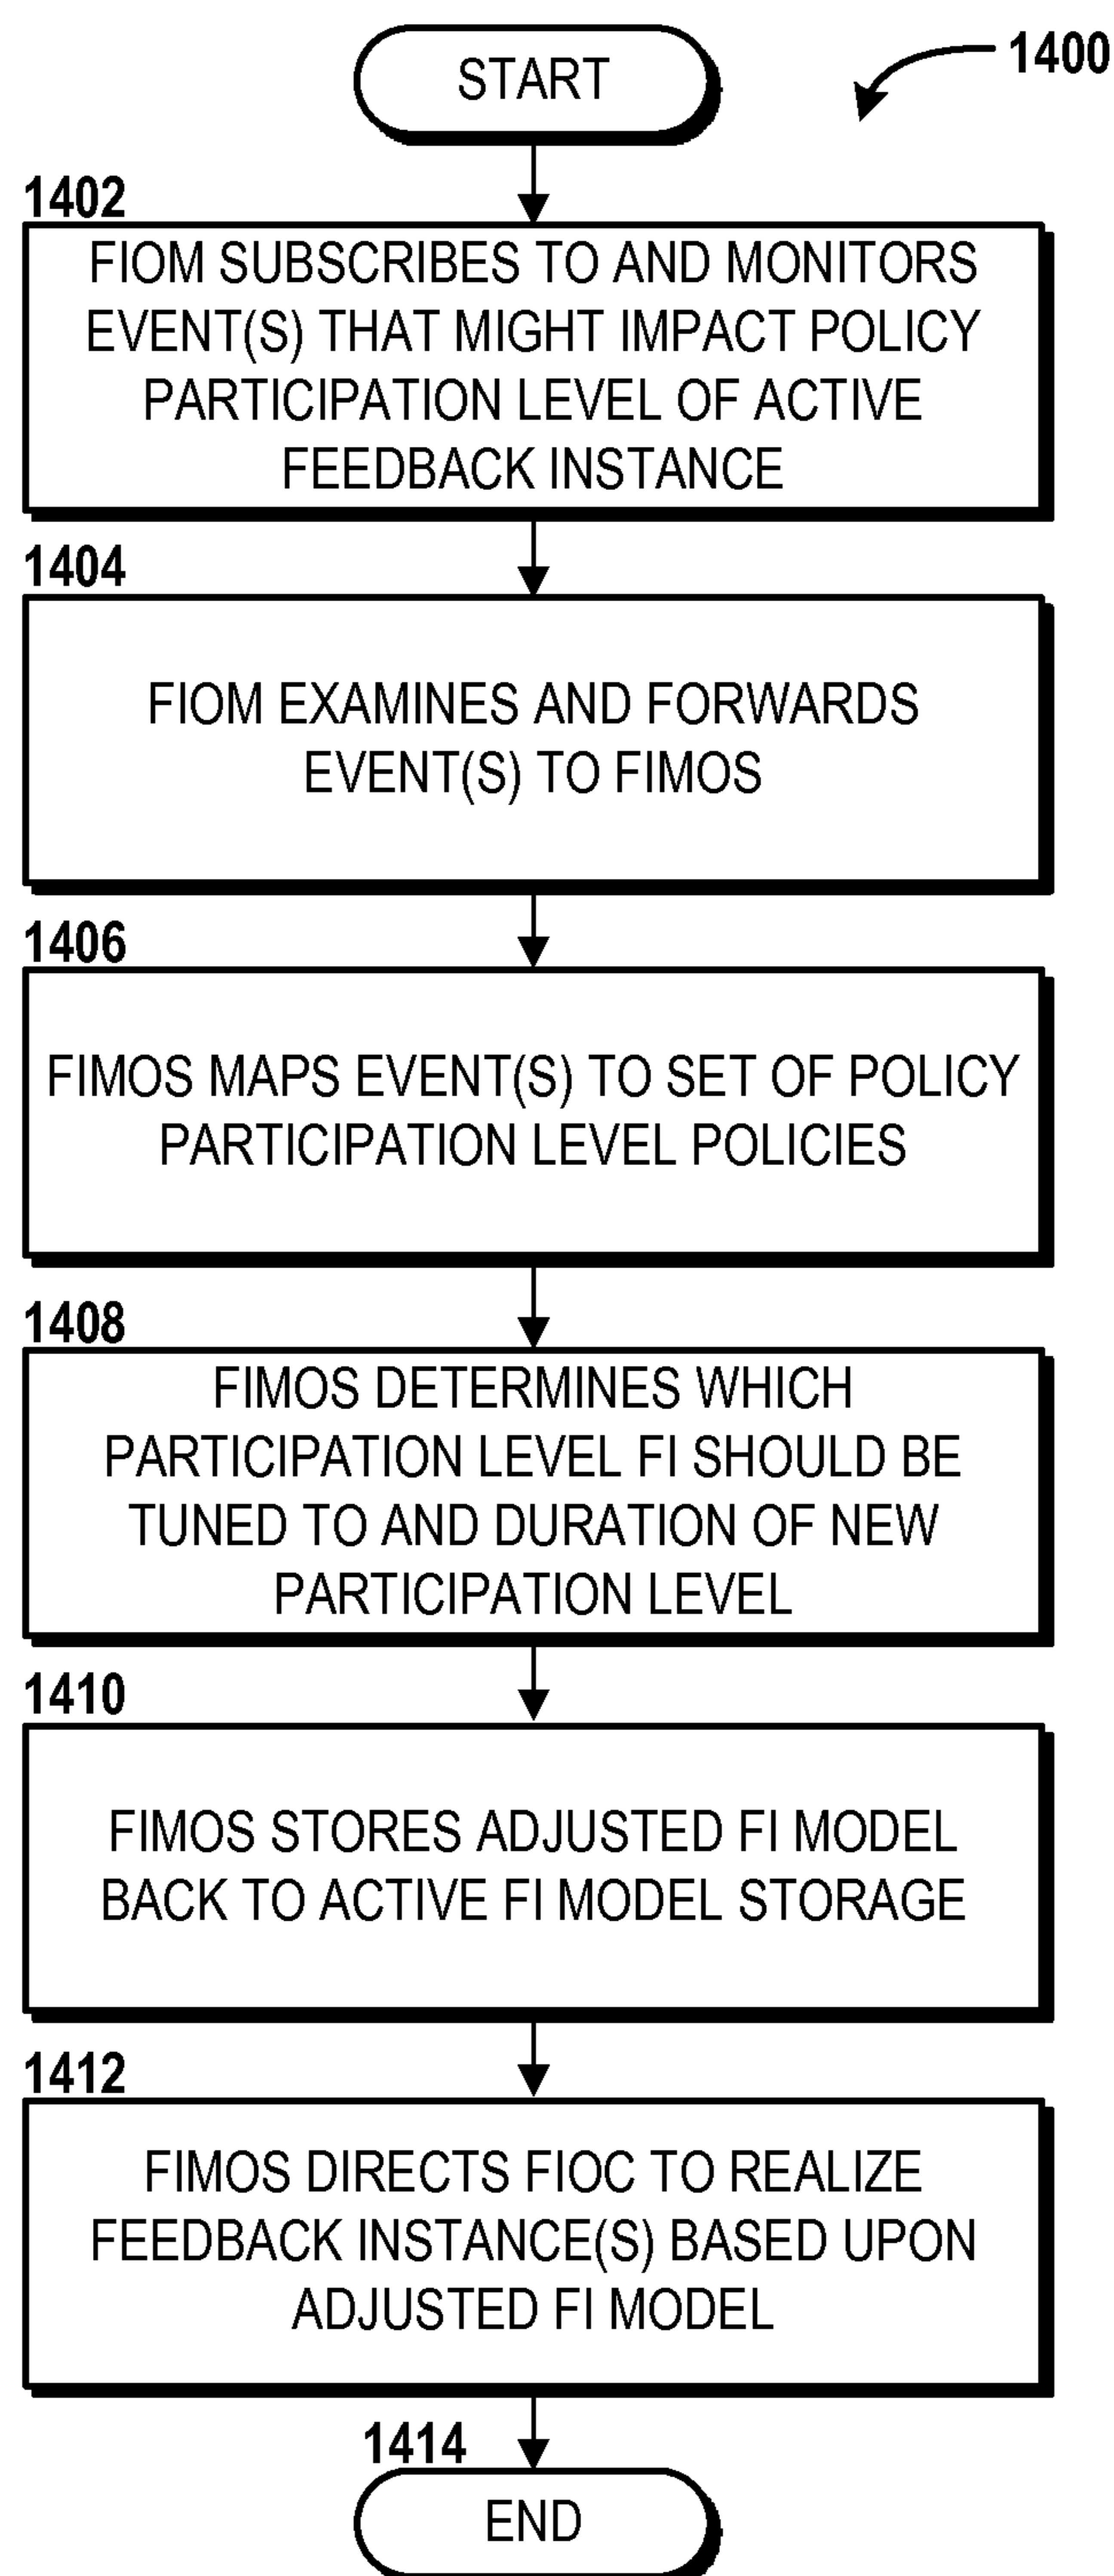 START
1400
1402
FIOM SUBSCRIBES TO AND MONITORS
EVENT(S) THAT MIGHT IMPACT POLICY
PARTICIPATION LEVEL OF ACTIVE
FEEDBACK INSTANCE
1404
FIOM EXAMINES AND FORWARDS
EVENT(S) TO FIMOS
1406
FIMOS MAPS EVENT(S) TO SET OF POLICY
PARTICIPATION LEVEL POLICIES
1408
FIMOS DETERMINES WHICH
PARTICIPATION LEVEL FI SHOULD BE
TUNED TO AND DURATION OF NEW
PARTICIPATION LEVEL
1410
FIMOS STORES ADJUSTED FI MODEL
BACK TO ACTIVE FI MODEL STORAGE
1412
FIMOS DIRECTS FIOC TO REALIZE
FEEDBACK INSTANCE(S) BASED UPON
ADJUSTED FI MODEL
1414
END